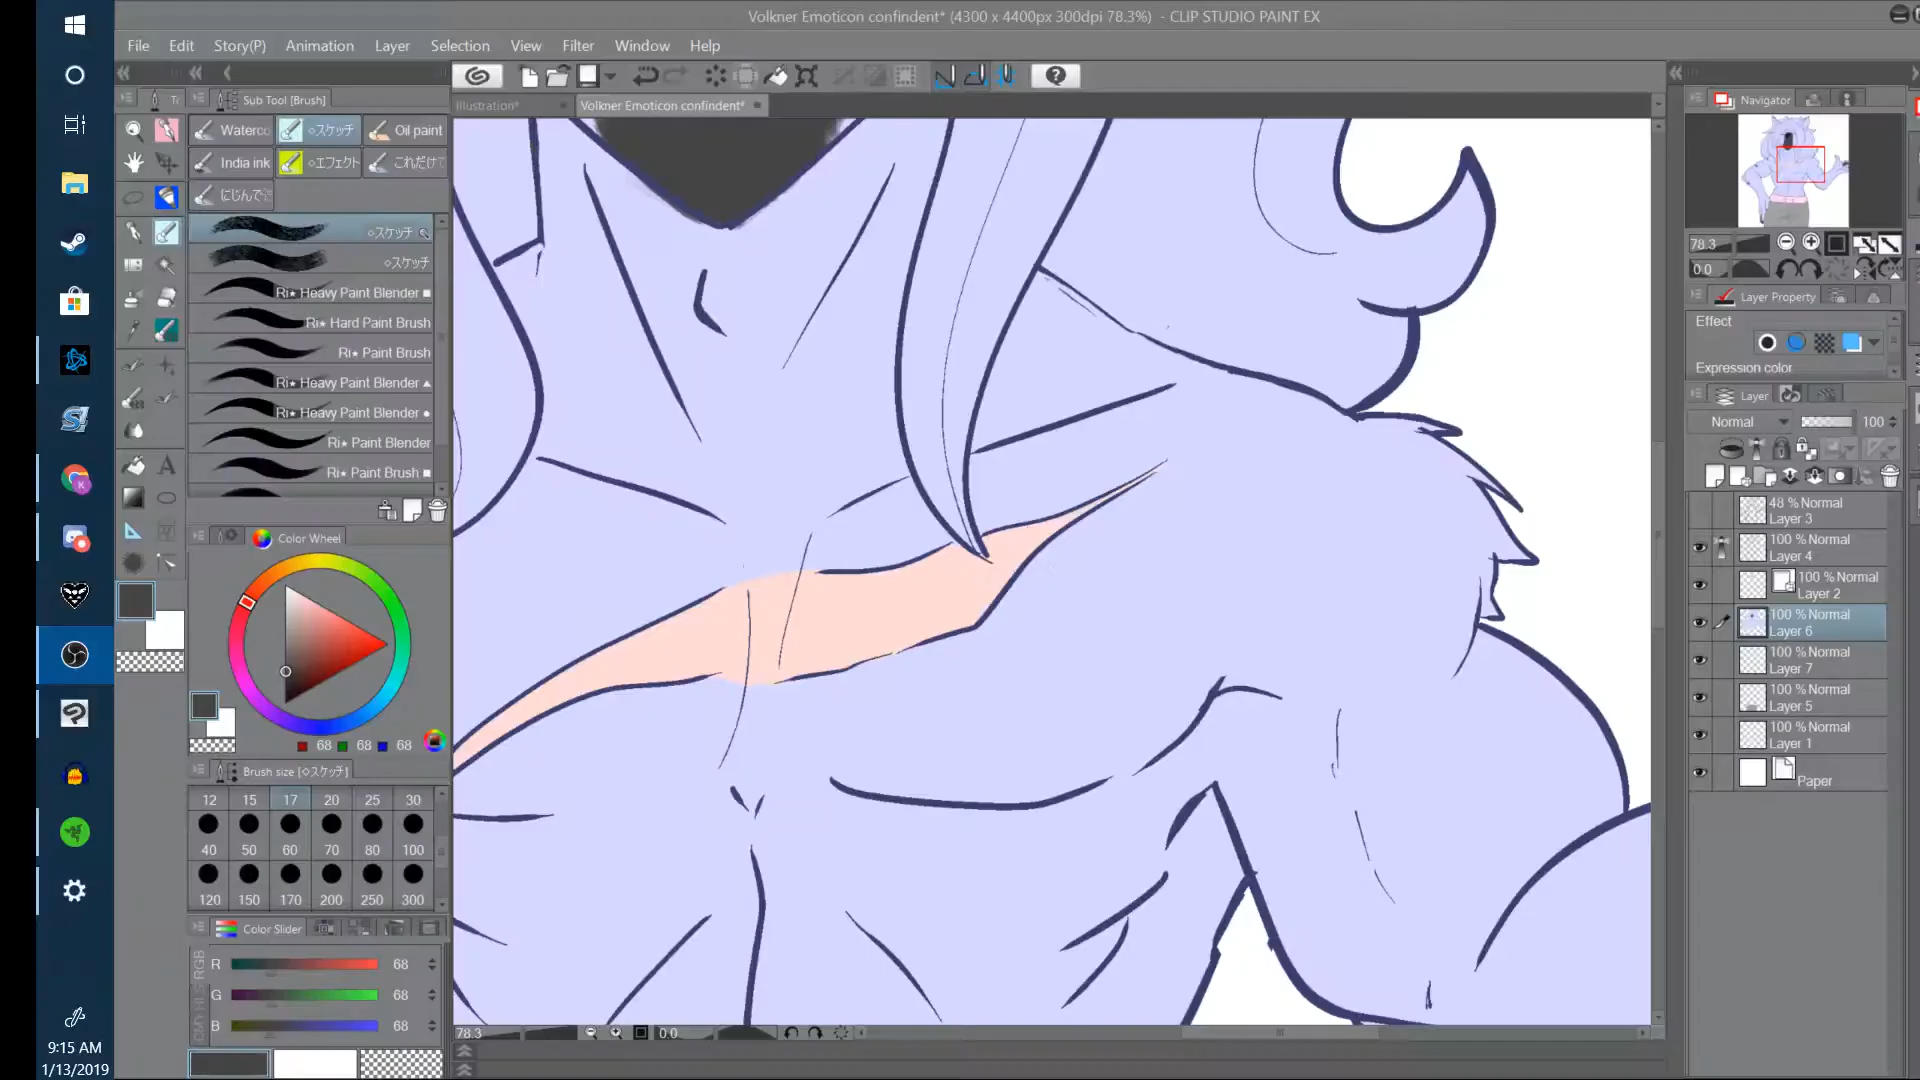 Volkner Emoticon confindent* (4300 x 4400px 300dpi 78.3%) - CLIP STUDIO PAINT EX
File Edit Story(P) Animation Layer Selection View Filter Window Help
Sub Tool [Brush]
Illustration*
Volkner Emoticon confindent*
Waterco
○スケッチ
Oil paint
India ink
○エフェクト
これだけで
にじんで
○スケッチ
○スケッチ
Ri★ Heavy Paint Blender ■
Ri★ Hard Paint Brush
Ri★ Paint Brush
Ri★ Heavy Paint Blender ▲
Ri★ Heavy Paint Blender ●
Ri★ Paint Blender
Ri★ Paint Brush ■
Color Wheel
68 68 68
Brush size [○スケッチ]
12 15 17 20 25 30
40 50 60 70 80 100
120 150 170 200 250 300
Color Slider
RGB
R 68
G 68
B 68
9:15 AM
1/13/2019
78.3
0.0
Navigator
78.3
0.0
Layer Property
Effect
Expression color
Layer
Normal 100
48 % Normal
Layer 3
100 % Normal
Layer 4
100 % Normal
Layer 2
100 % Normal
Layer 6
100 % Normal
Layer 7
100 % Normal
Layer 5
100 % Normal
Layer 1
Paper